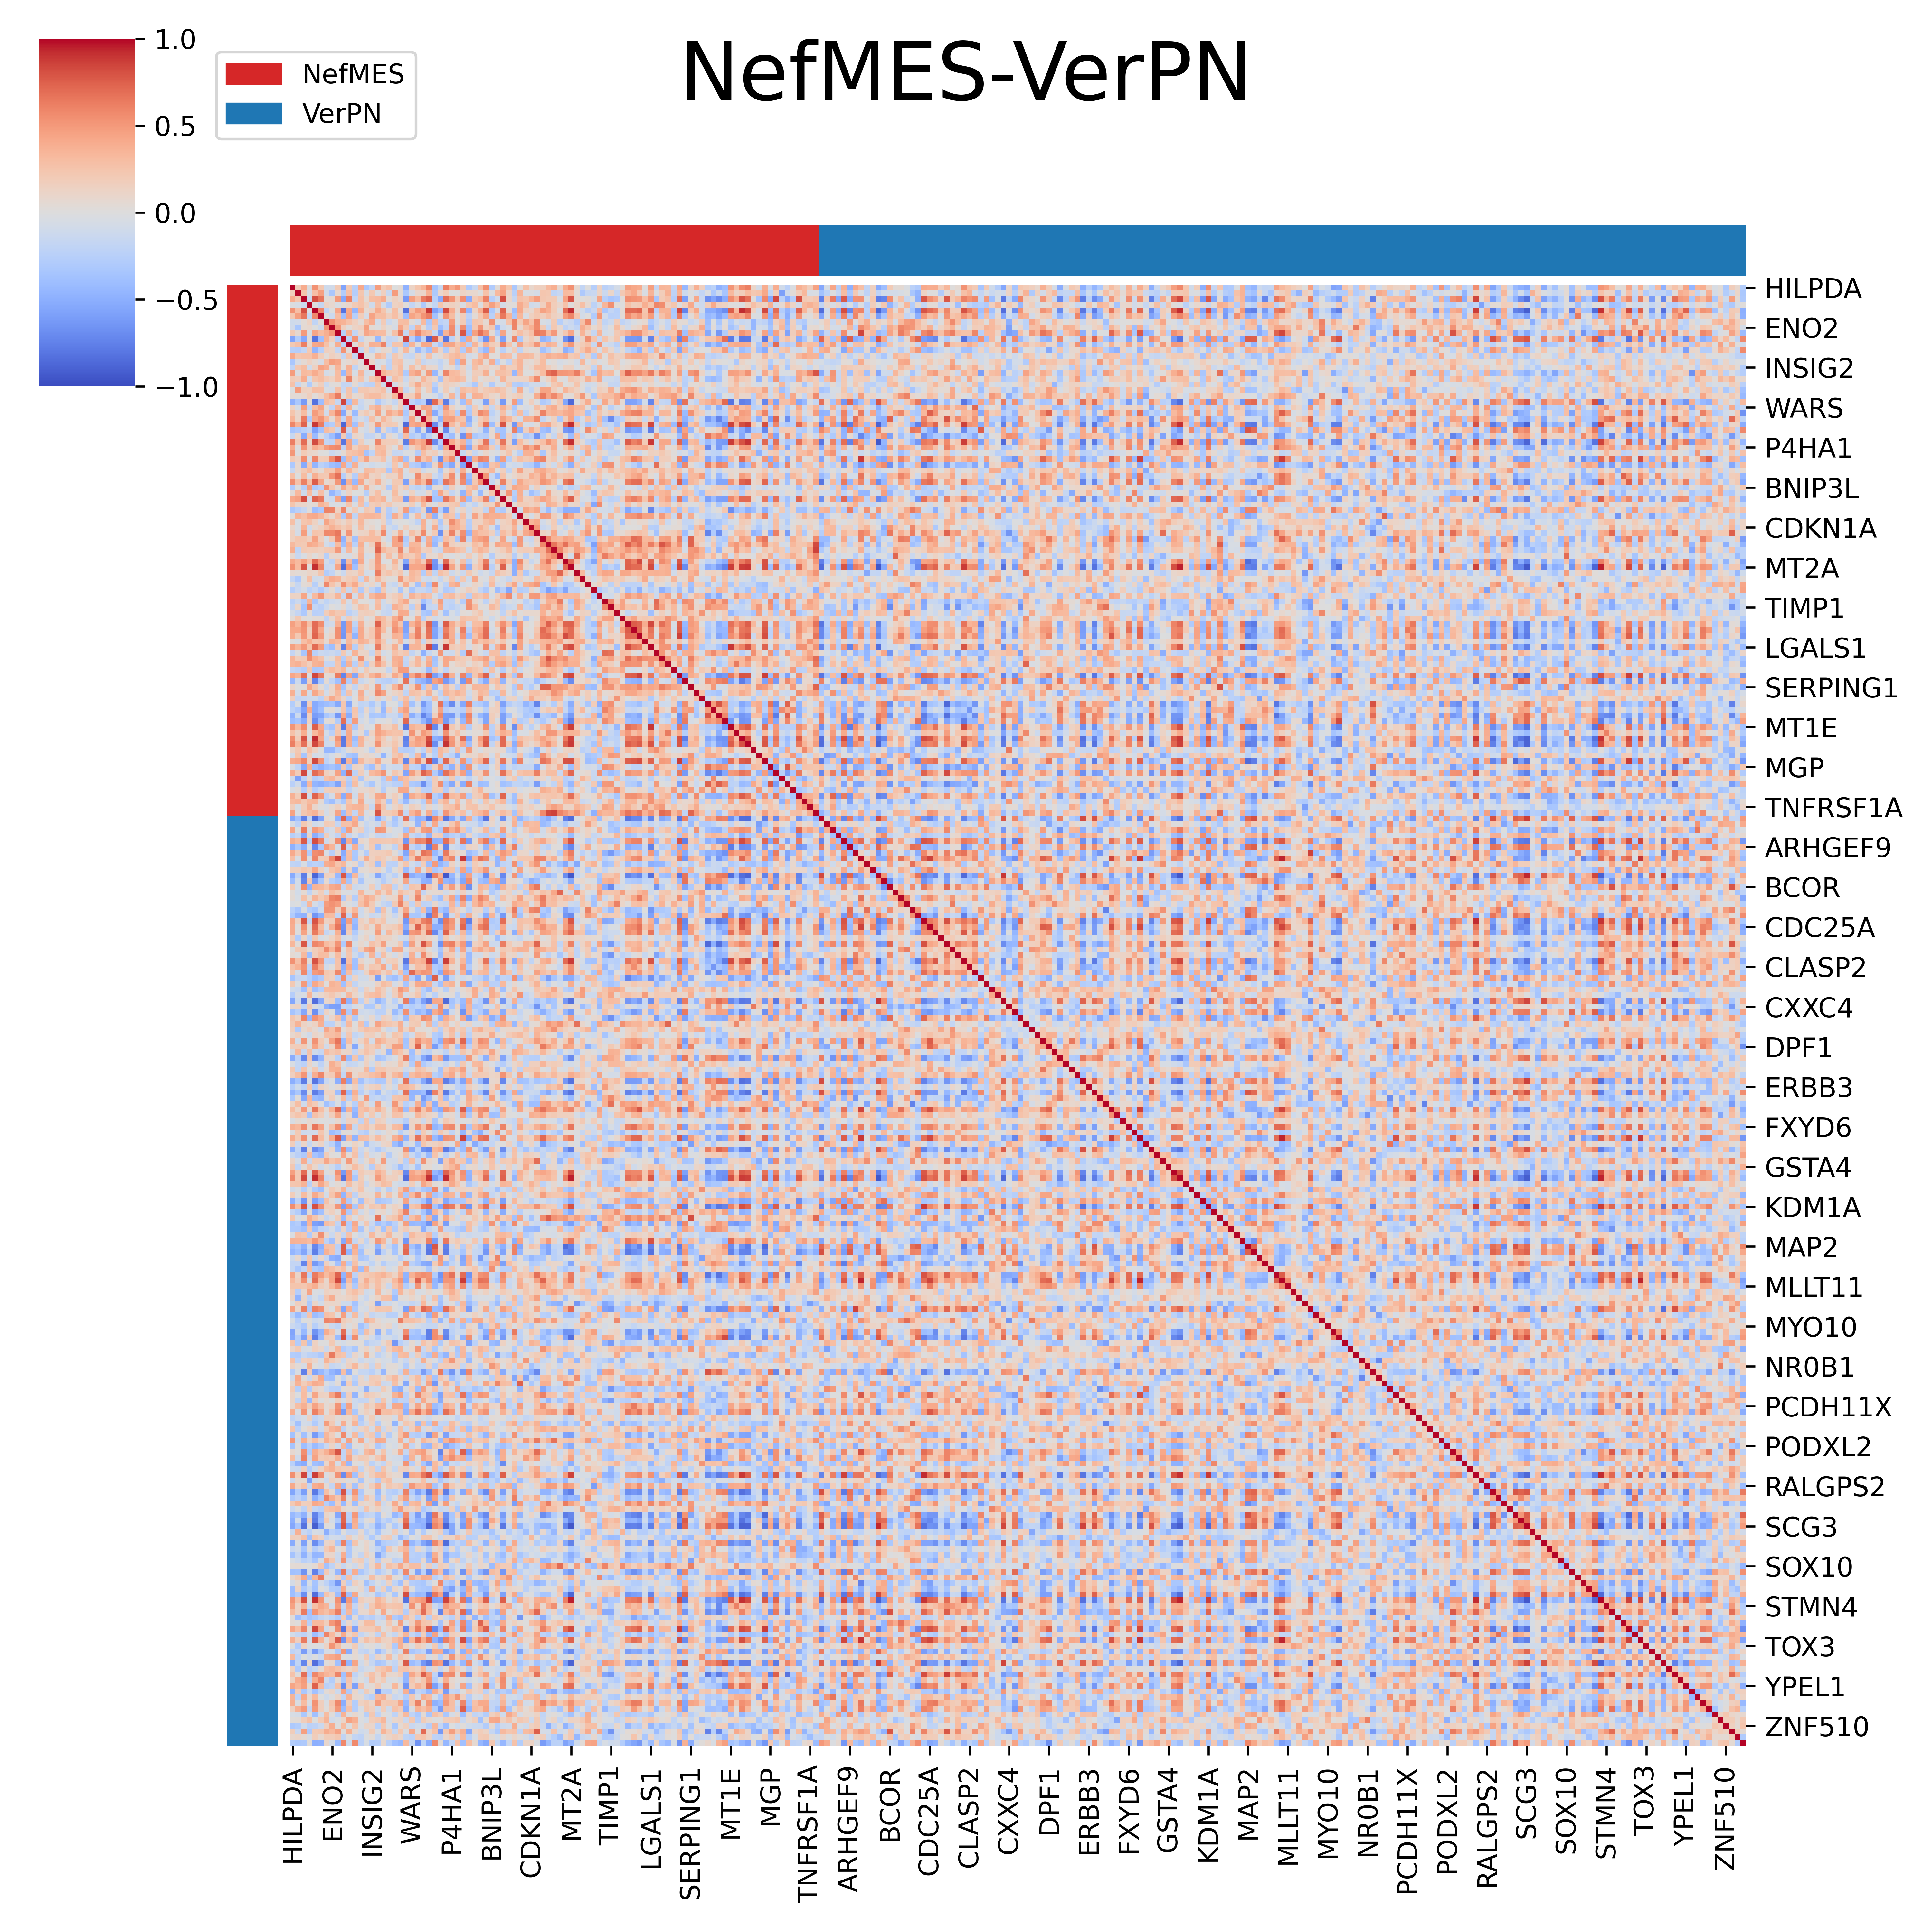 NefMES-VerPN
1.0
0.5
0.0
−0.5
−1.0
NefMES
VerPN
HILPDA
ENO2
INSIG2
WARS
P4HA1
BNIP3L
CDKN1A
MT2A
TIMP1
LGALS1
SERPING1
MT1E
MGP
TNFRSF1A
ARHGEF9
BCOR
CDC25A
CLASP2
CXXC4
DPF1
ERBB3
FXYD6
GSTA4
KDM1A
MAP2
MLLT11
MYO10
NR0B1
PCDH11X
PODXL2
RALGPS2
SCG3
SOX10
STMN4
TOX3
YPEL1
ZNF510
HILPDA
ENO2
INSIG2
WARS
P4HA1
BNIP3L
CDKN1A
MT2A
TIMP1
LGALS1
SERPING1
MT1E
MGP
TNFRSF1A
ARHGEF9
BCOR
CDC25A
CLASP2
CXXC4
DPF1
ERBB3
FXYD6
GSTA4
KDM1A
MAP2
MLLT11
MYO10
NR0B1
PCDH11X
PODXL2
RALGPS2
SCG3
SOX10
STMN4
TOX3
YPEL1
ZNF510